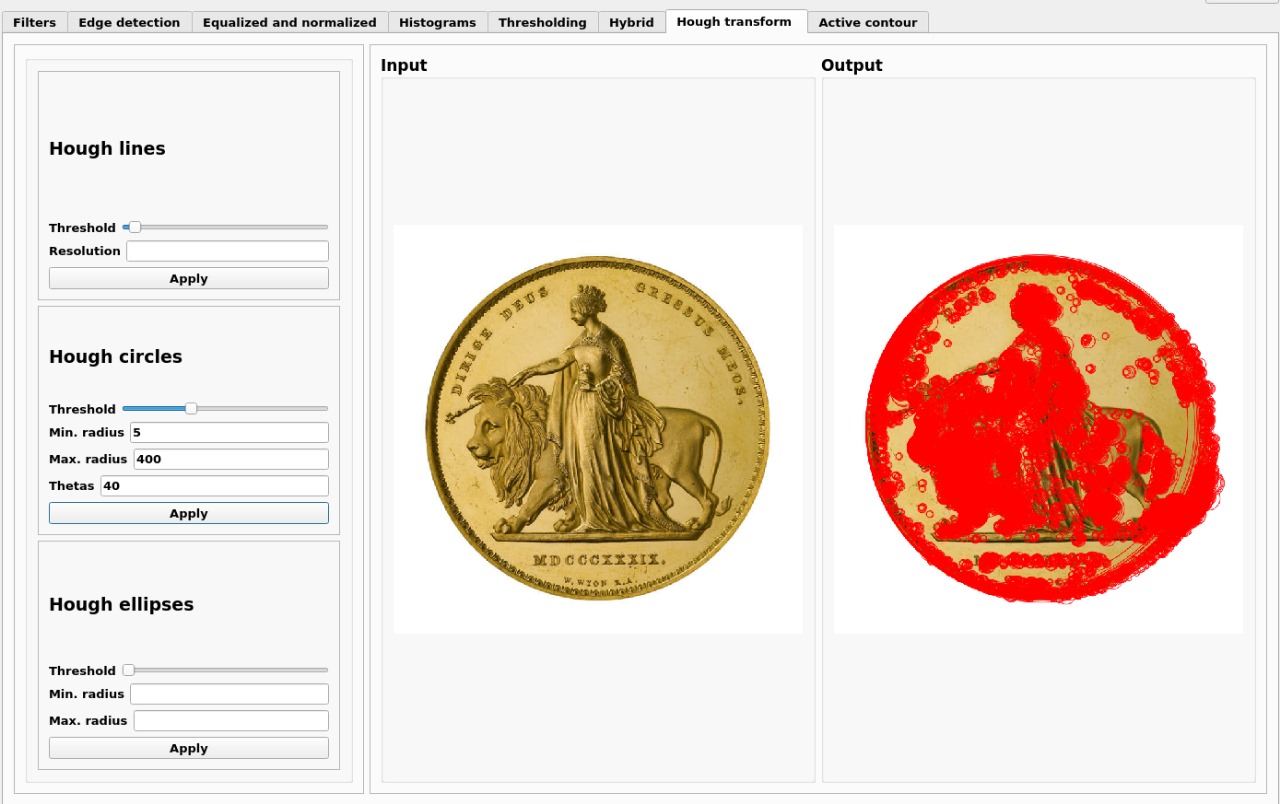 Filters Edge detection Equalized and normalized Histograms Thresholding Hybrid Hough transform Active contour
Hough lines
Threshold
Resolution
Apply
Hough circles
Threshold
Min. radius 5
Max. radius 400
Thetas 40
Apply
Hough ellipses
Threshold
Min. radius
Max. radius
Apply
Input
DIRIGE DEUS GRESSUS MEOS.
MDCCCXXXIX.
W. WYON R.A.
Output